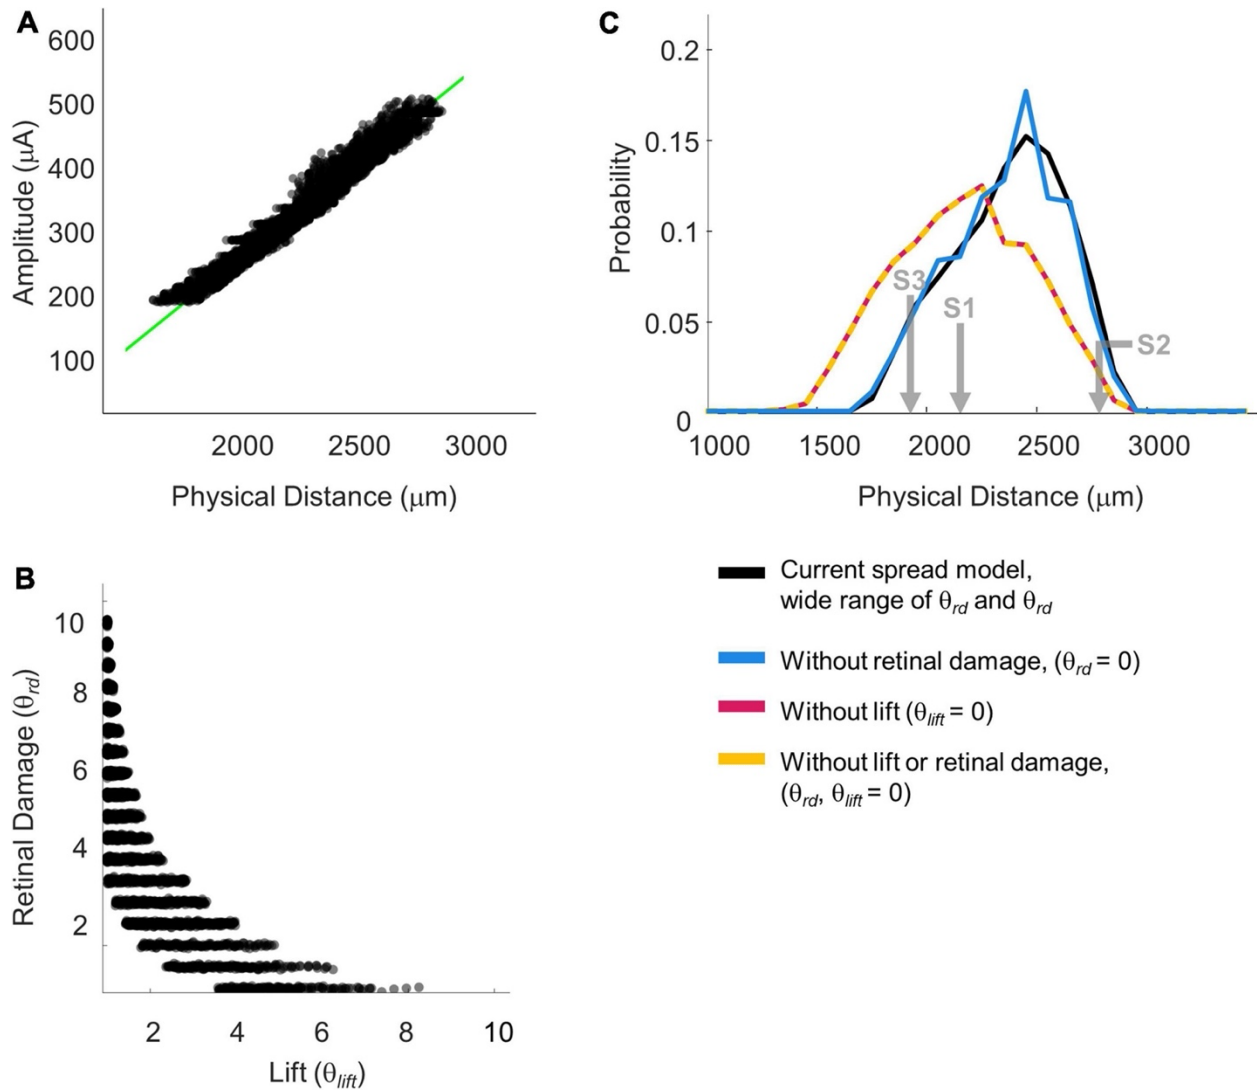 A
600
500
400
300
200
100
Amplitude (μA)
2000 2500 3000
Physical Distance (μm)
C
0.2
0.15
0.1
0.05
0
Probability
S3
S1
S2
1000 1500 2000 2500 3000
Physical Distance (μm)
B
10
8
6
4
2
Retinal Damage (θrd)
2 4 6 8 10
Lift (θlift)
Current spread model,
wide range of θrd and θrd
Without retinal damage, (θrd = 0)
Without lift (θlift = 0)
Without lift or retinal damage,
(θrd, θlift = 0)